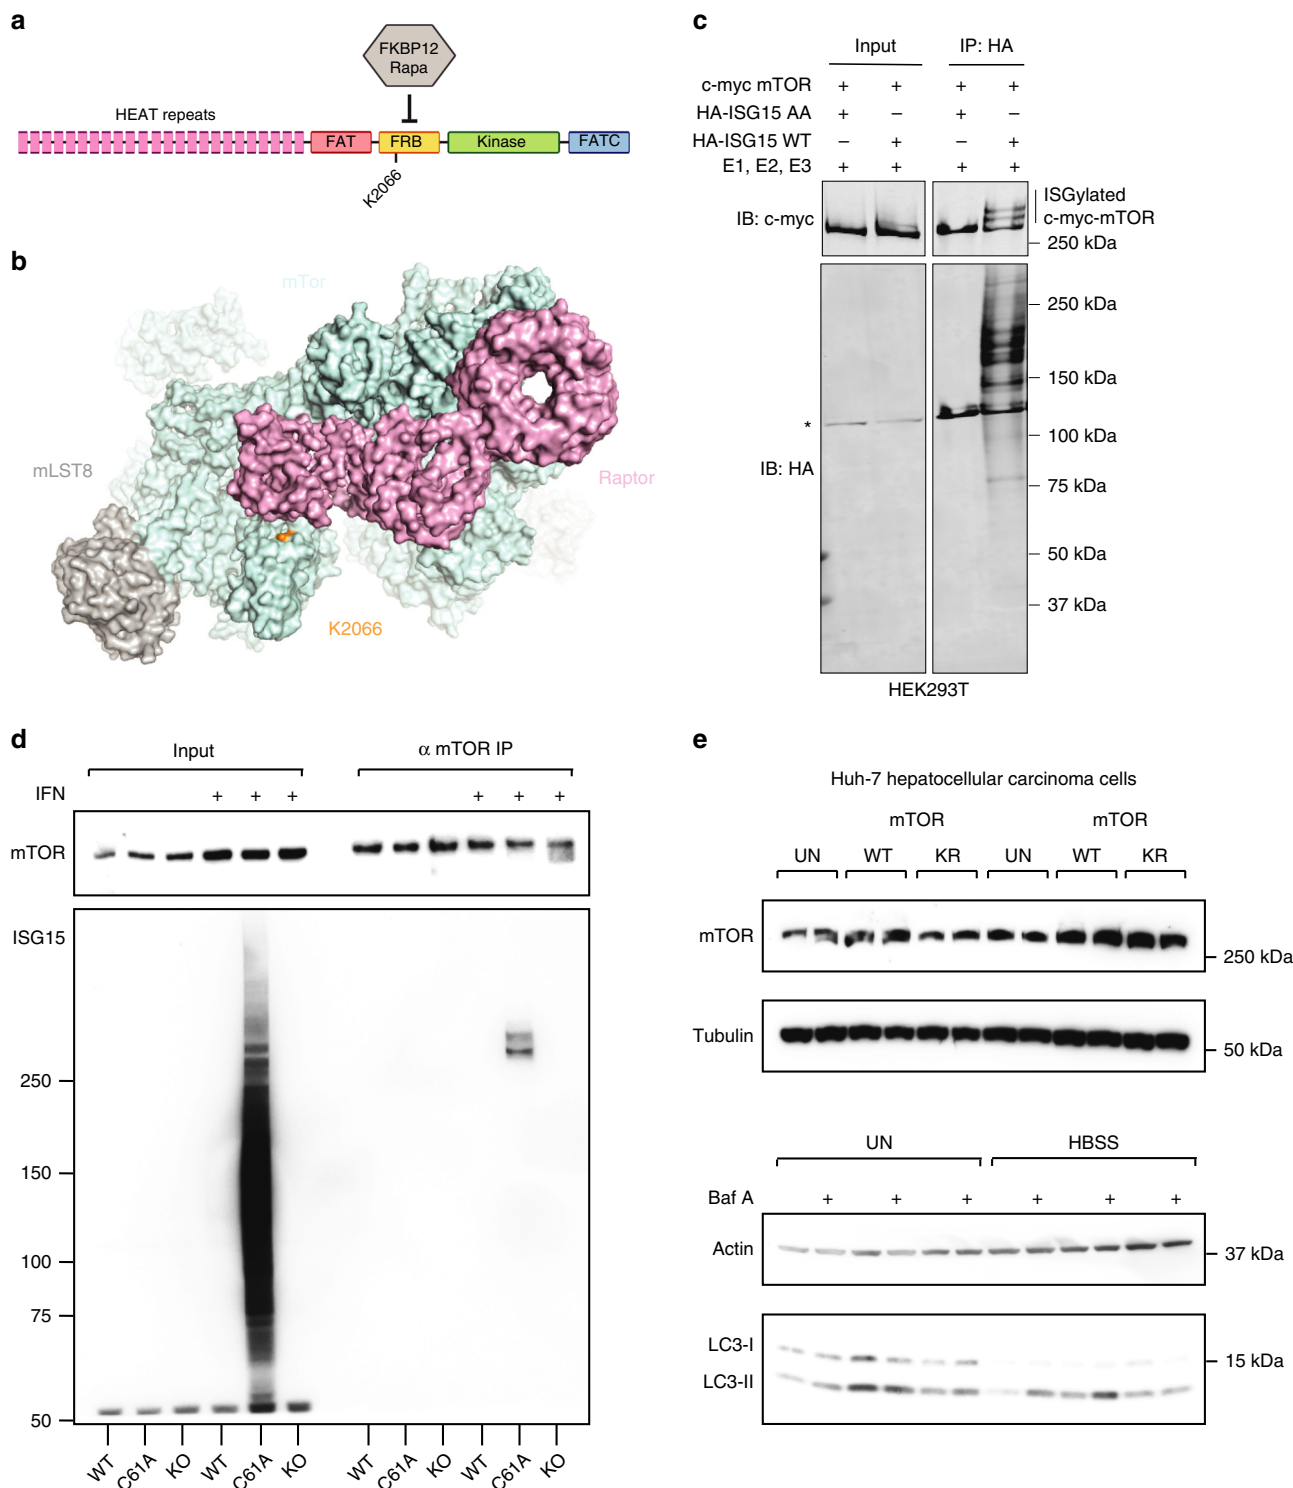 a
FKBP12
Rapa
HEAT repeats
FAT
FRB
Kinase
FATC
K2066
b
mTor
mLST8
Raptor
K2066
c
Input
IP: HA
c-myc mTOR + + + +
HA-ISG15 AA + – + –
HA-ISG15 WT – + – +
E1, E2, E3 + + + +
IB: c-myc
ISGylated
c-myc-mTOR
250 kDa
250 kDa
150 kDa
*
100 kDa
IB: HA
75 kDa
50 kDa
37 kDa
HEK293T
d
Input
α mTOR IP
IFN + + + + + +
mTOR
ISG15
250
150
100
75
50
WT C61A KO WT C61A KO WT C61A KO WT C61A KO
e
Huh-7 hepatocellular carcinoma cells
mTOR mTOR
UN WT KR UN WT KR
mTOR
250 kDa
Tubulin
50 kDa
UN HBSS
Baf A + + + + + +
Actin
37 kDa
LC3-I
15 kDa
LC3-II